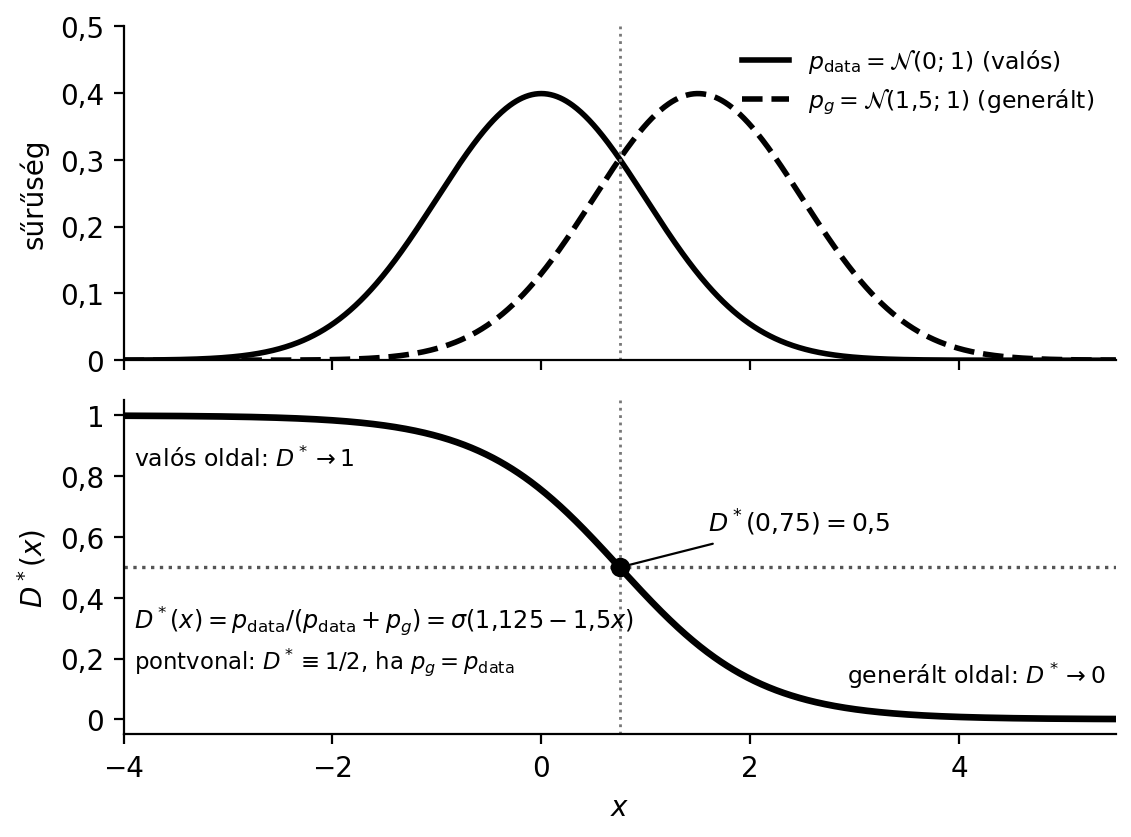 0,5
0,4
0,3
0,2
0,1
0
sűrűség
p_data = 𝒩(0; 1) (valós)
p_g = 𝒩(1,5; 1) (generált)
1
0,8
0,6
0,4
0,2
0
D*(x)
valós oldal: D* → 1
D*(0,75) = 0,5
D*(x) = p_data/(p_data + p_g) = σ(1,125 − 1,5x)
pontvonal: D* ≡ 1/2, ha p_g = p_data
generált oldal: D* → 0
−4 −2 0 2 4
x